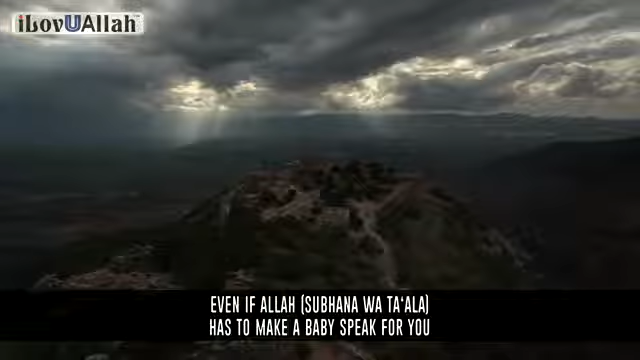 iLovUAllah
EVEN IF ALLAH (SUBHANA WA TA'ALA)
HAS TO MAKE A BABY SPEAK FOR YOU